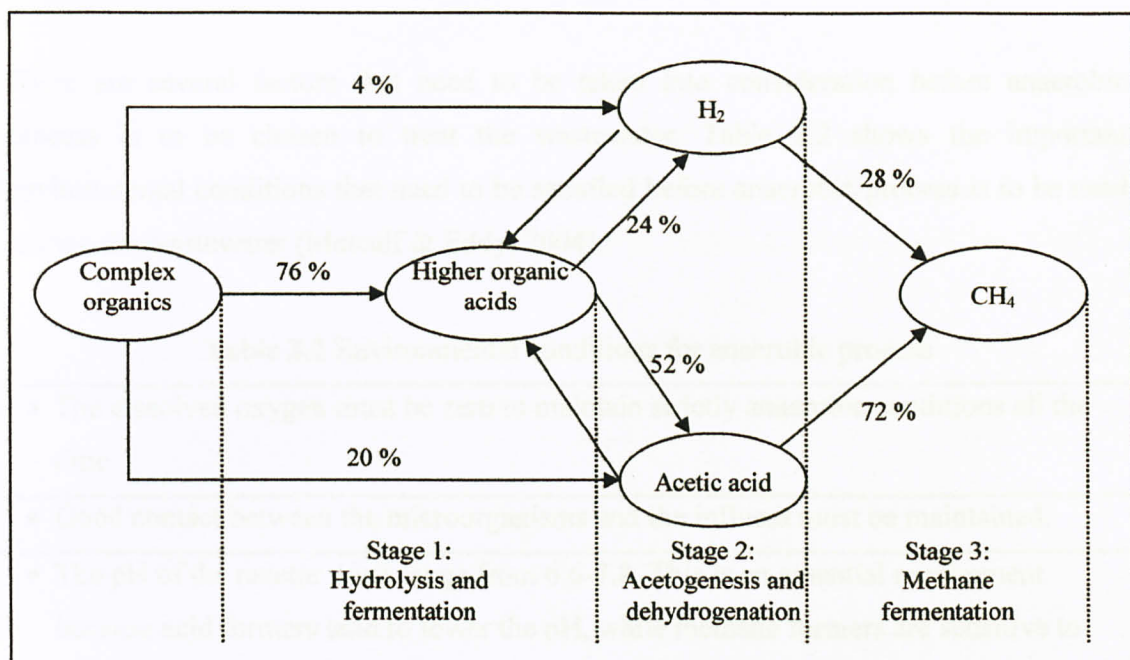 4 %
H₂
28 %
24 %
Complex
organics
76 %
Higher organic
acids
CH₄
52 %
72 %
20 %
Acetic acid
Stage 1:
Hydrolysis and
fermentation
Stage 2:
Acetogenesis and
dehydrogenation
Stage 3:
Methane
fermentation